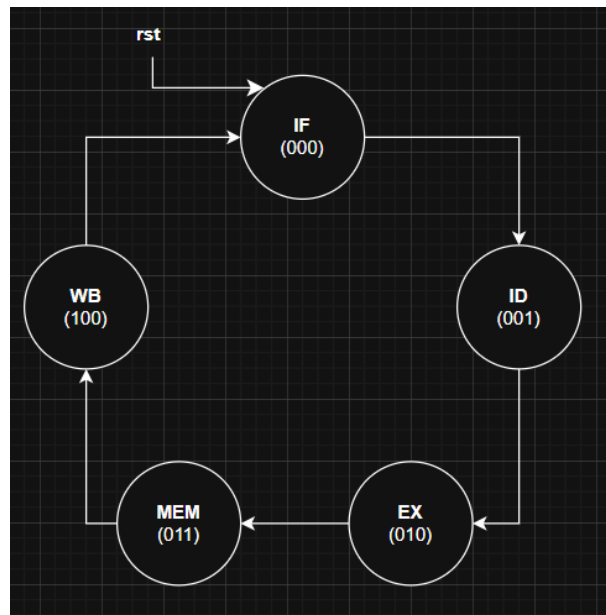 rst
IF
(000)
WB
(100)
ID
(001)
MEM
(011)
EX
(010)